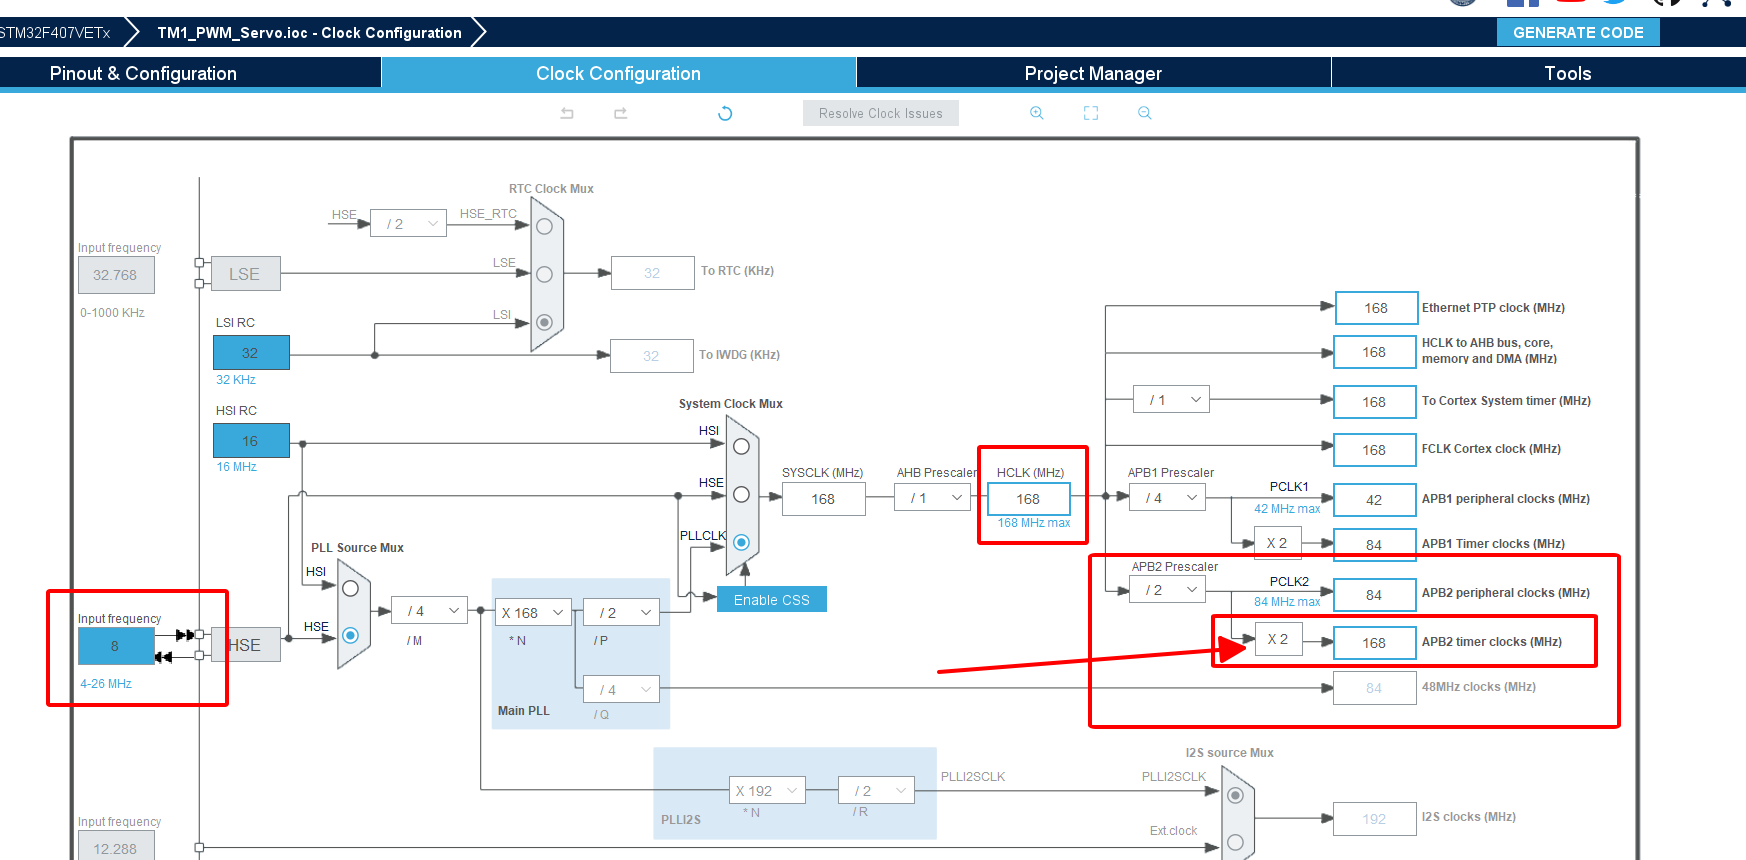 STM32F407VETx
TM1_PWM_Servo.ioc - Clock Configuration
GENERATE CODE
Pinout & Configuration
Clock Configuration
Project Manager
Tools
Resolve Clock Issues
RTC Clock Mux
HSE
/ 2
HSE_RTC
Input frequency
32.768
0-1000 KHz
LSE
LSE
32
To RTC (KHz)
LSI RC
32
32 KHz
LSI
32
To IWDG (KHz)
HSI RC
16
16 MHz
System Clock Mux
HSI
HSE
PLLCLK
Enable CSS
SYSCLK (MHz)
168
AHB Prescaler
/ 1
HCLK (MHz)
168
168 MHz max
168
Ethernet PTP clock (MHz)
168
HCLK to AHB bus, core,
memory and DMA (MHz)
/ 1
168
To Cortex System timer (MHz)
168
FCLK Cortex clock (MHz)
APB1 Prescaler
/ 4
PCLK1
42 MHz max
42
APB1 peripheral clocks (MHz)
X 2
84
APB1 Timer clocks (MHz)
APB2 Prescaler
/ 2
PCLK2
84 MHz max
84
APB2 peripheral clocks (MHz)
X 2
168
APB2 timer clocks (MHz)
84
48MHz clocks (MHz)
PLL Source Mux
HSI
HSE
Input frequency
8
4-26 MHz
HSE
/ 4
/ M
X 168
* N
/ 2
/ P
/ 4
/ Q
Main PLL
X 192
* N
/ 2
/ R
PLLI2S
PLLI2SCLK
I2S source Mux
PLLI2SCLK
Ext.clock
192
I2S clocks (MHz)
Input frequency
12.288